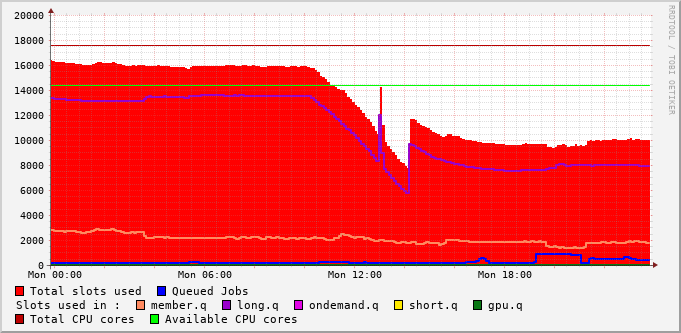 20000
18000
16000
14000
12000
10000
8000
6000
4000
2000
0
Mon 00:00 Mon 06:00 Mon 12:00 Mon 18:00
Total slots used Queued Jobs
Slots used in : member.q long.q ondemand.q short.q gpu.q
Total CPU cores Available CPU cores
RRDTOOL / TOBI OETIKER